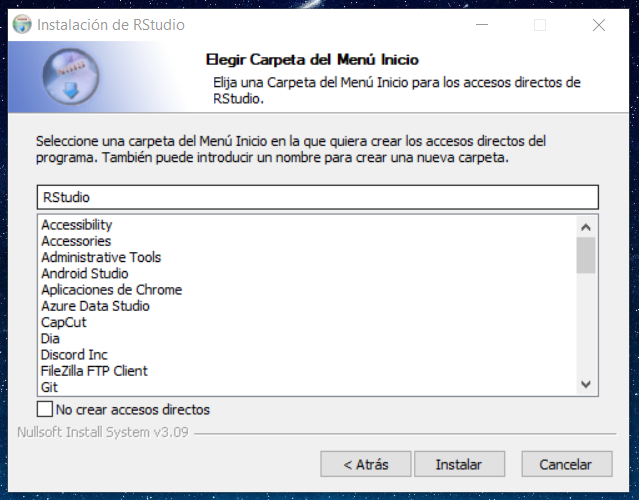 Instalación de RStudio
Elegir Carpeta del Menú Inicio
Elija una Carpeta del Menú Inicio para los accesos directos de
RStudio.
Seleccione una carpeta del Menú Inicio en la que quiera crear los accesos directos del
programa. También puede introducir un nombre para crear una nueva carpeta.
RStudio
Accessibility
Accessories
Administrative Tools
Android Studio
Aplicaciones de Chrome
Azure Data Studio
CapCut
Dia
Discord Inc
FileZilla FTP Client
Git
No crear accesos directos
Nullsoft Install System v3.09
< Atrás
Instalar
Cancelar